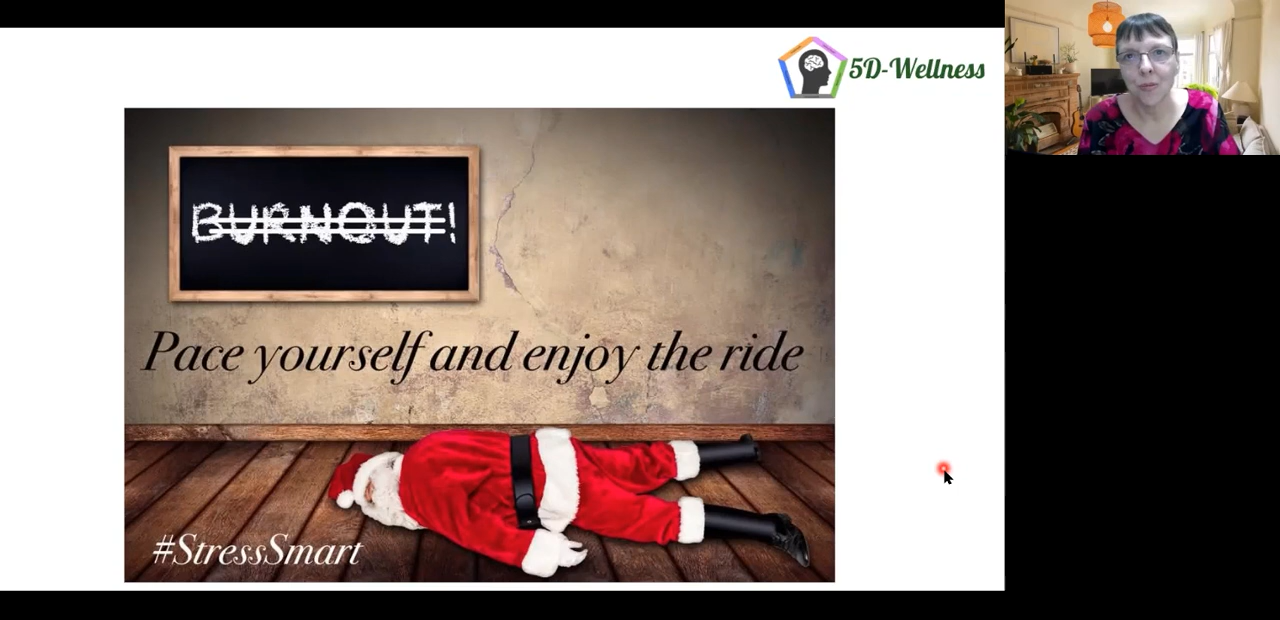 5D-Wellness
BURNOUT!
Pace yourself and enjoy the ride
#StressSmart